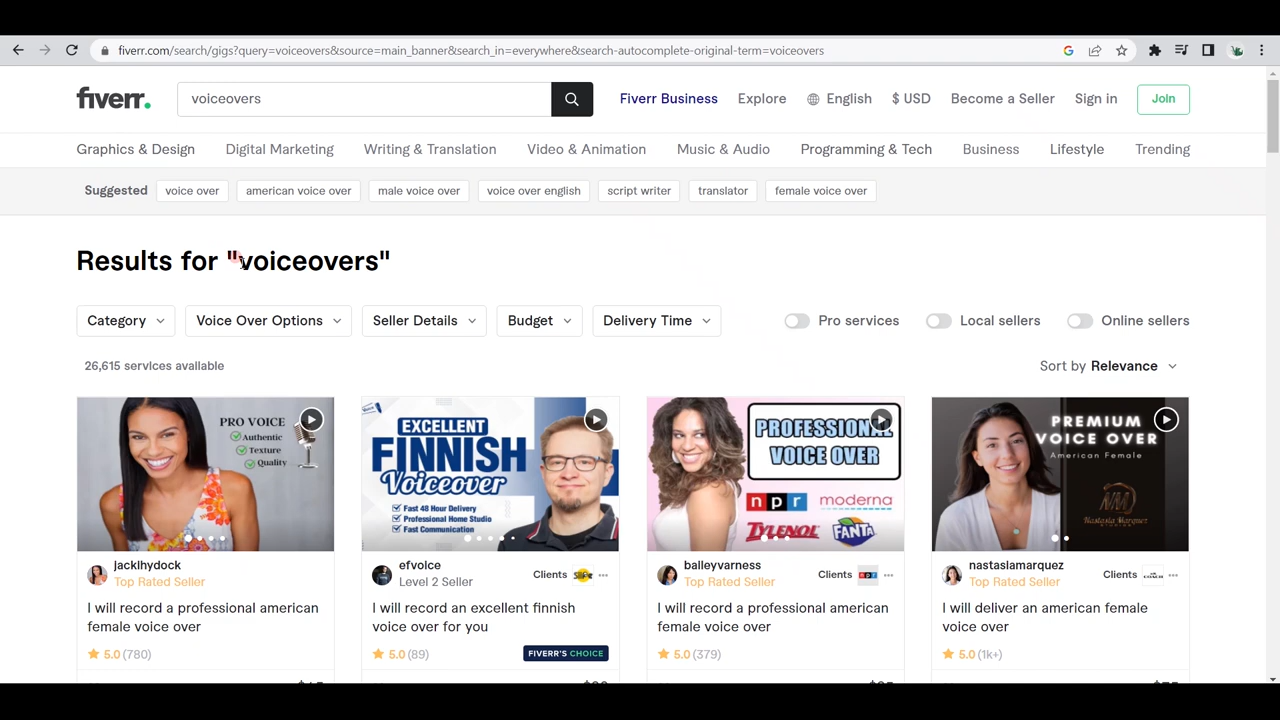 fiverr.com/search/gigs?query=voiceovers&source=main_banner&search_in=everywhere&search-autocomplete-original-term=voiceovers
fiverr.
voiceovers
Fiverr Business
Explore
English
$ USD
Become a Seller
Sign in
Join
Graphics & Design
Digital Marketing
Writing & Translation
Video & Animation
Music & Audio
Programming & Tech
Business
Lifestyle
Trending
Suggested
voice over
american voice over
male voice over
voice over english
script writer
translator
female voice over
Results for "voiceovers"
Category
Voice Over Options
Seller Details
Budget
Delivery Time
Pro services
Local sellers
Online sellers
26,615 services available
Sort by Relevance
PRO VOICE
Authentic
Texture
Quality
jackihydock
Top Rated Seller
I will record a professional american
female voice over
5.0 (780)
EXCELLENT
FINNISH
Voiceover
Fast 48 Hour Delivery
Professional Home Studio
Fast Communication
efvoice
Level 2 Seller
Clients
I will record an excellent finnish
voice over for you
5.0 (89)
FIVERR'S CHOICE
PROFESSIONAL
VOICE OVER
npr
moderna
TYLENOL
FANTA
baileyvarness
Top Rated Seller
Clients
I will record a professional american
female voice over
5.0 (379)
PREMIUM
VOICE OVER
American Female
NM
Nastasia Marquez
nastasiamarquez
Top Rated Seller
Clients
I will deliver an american female
voice over
5.0 (1k+)